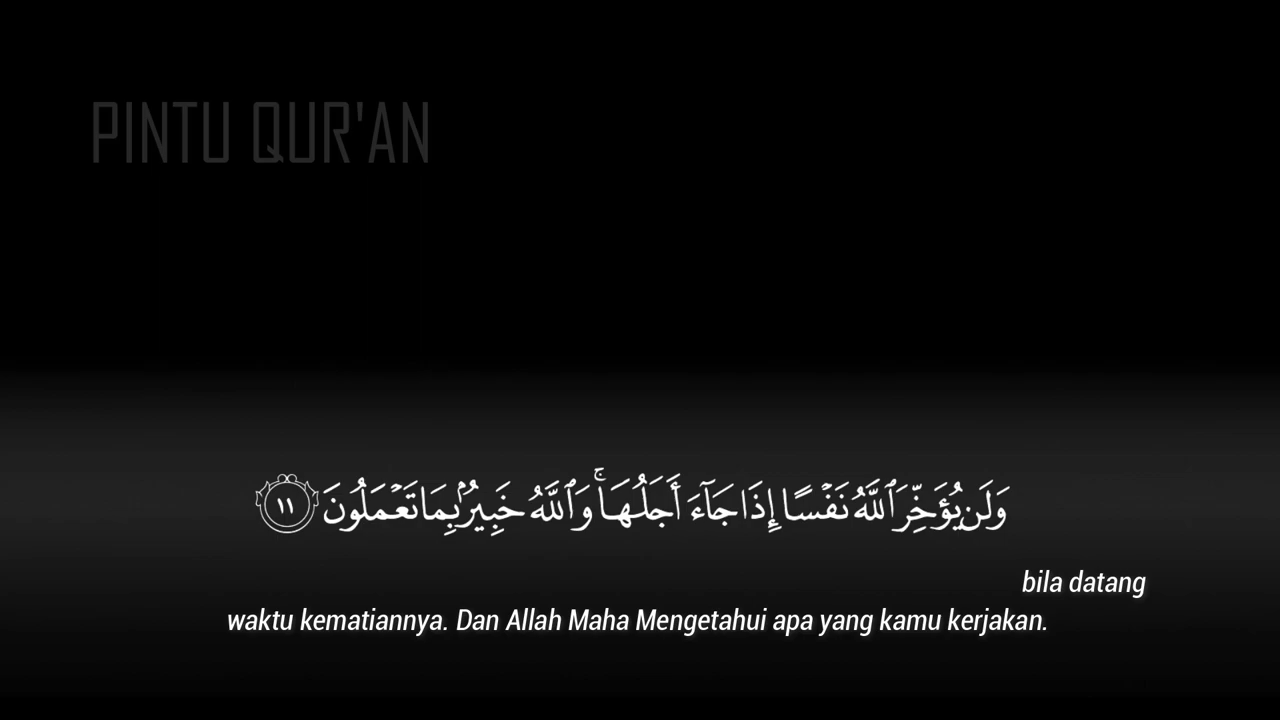 PINTU QUR'AN
وَلَن يُؤَخِّرَ ٱللَّهُ نَفْسًا إِذَا جَآءَ أَجَلُهَا ۚ وَٱللَّهُ خَبِيرٌۢ بِمَا تَعْمَلُونَ ١١
bila datang
waktu kematiannya. Dan Allah Maha Mengetahui apa yang kamu kerjakan.